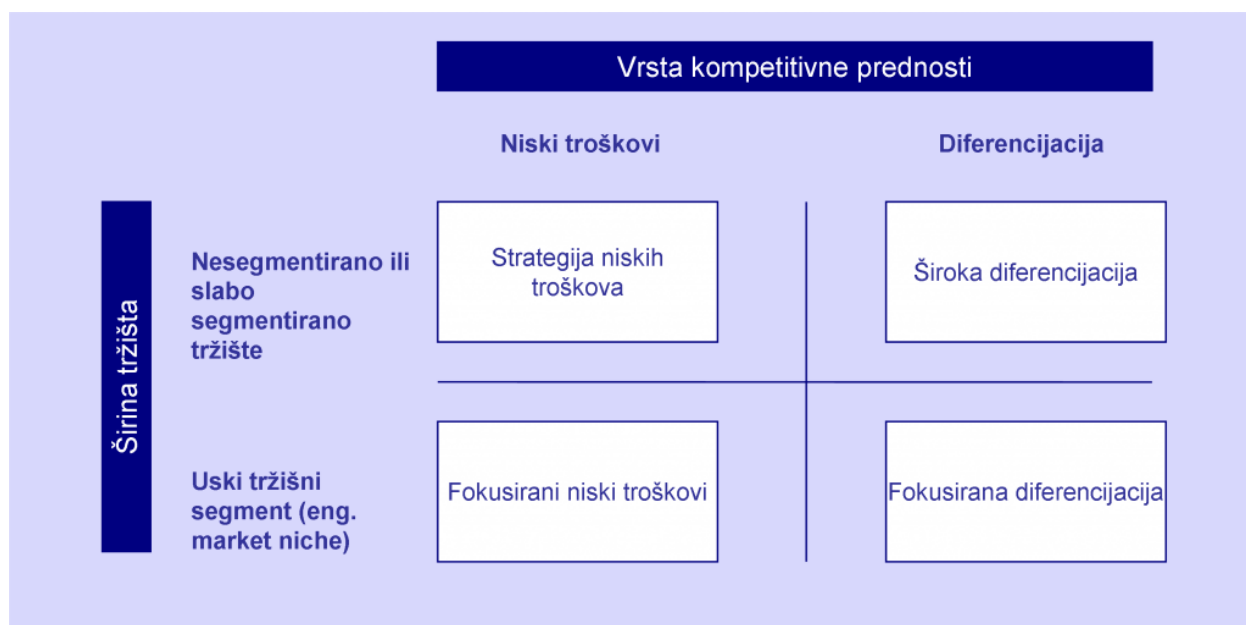 Vrsta kompetitivne prednosti
Niski troškovi
Diferencijacija
Širina tržišta
Nesegmentirano ili
slabo
segmentirano
tržište
Strategija niskih
troškova
Široka diferencijacija
Uski tržišni
segment (eng.
market niche)
Fokusirani niski troškovi
Fokusirana diferencijacija